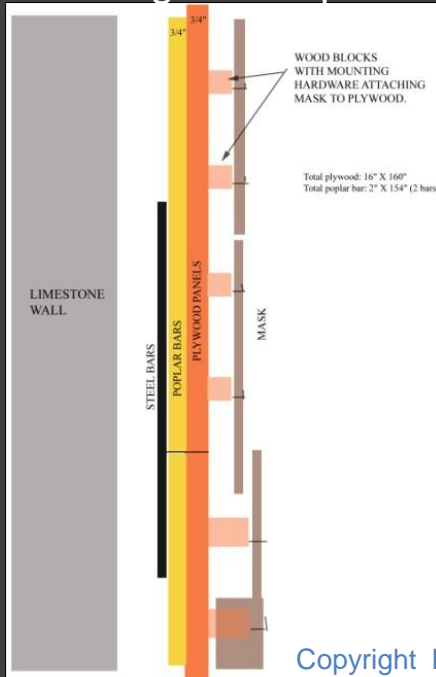 3/4" 3/4"
WOOD BLOCKS
WITH MOUNTING
HARDWARE ATTACHING
MASK TO PLYWOOD.
Total plywood: 16" X 160"
Total poplar bar: 2" X 154" (2 bars
LIMESTONE
WALL
STEEL BARS
POPLAR BARS
PLYWOOD PANELS
MASK
Copyright